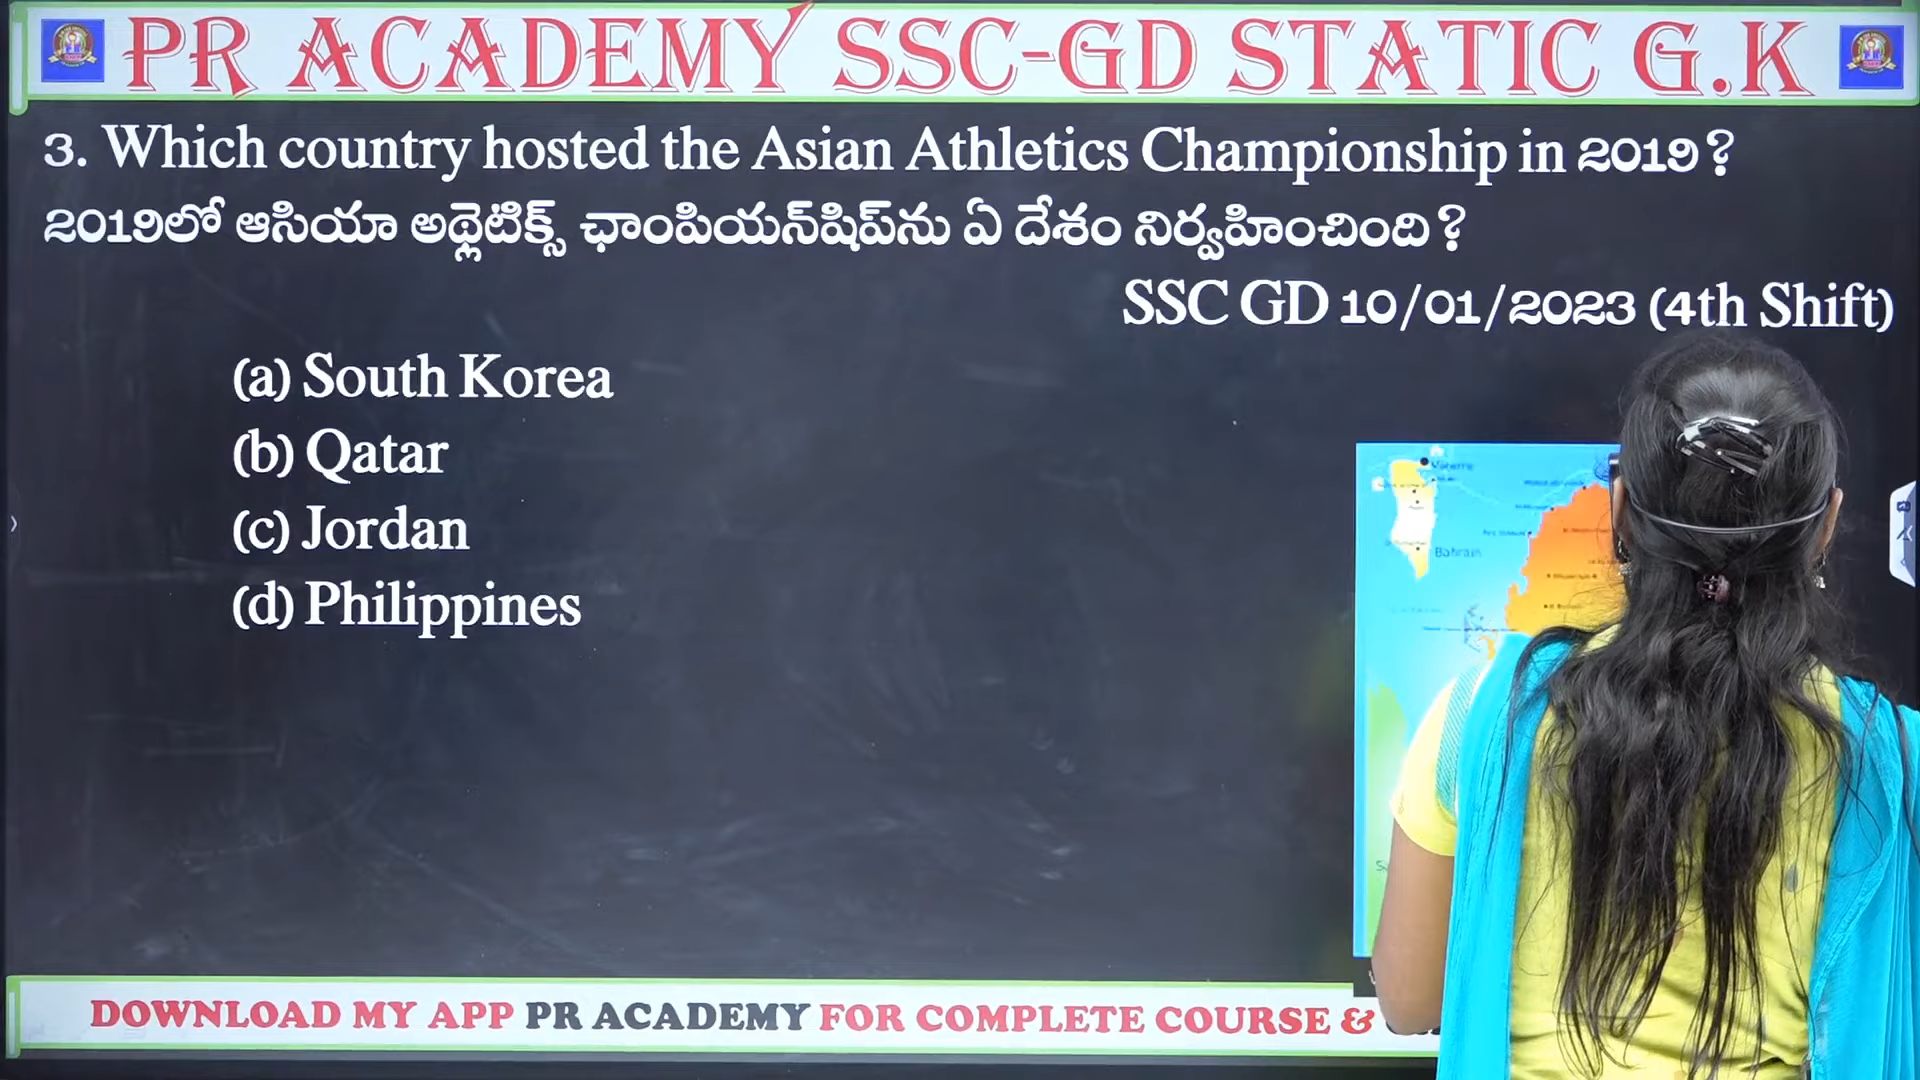 PR ACADEMY SSC-GD STATIC G.K
3. Which country hosted the Asian Athletics Championship in 2019?
2019లో ఆసియా అథ్లెటిక్స్ ఛాంపియన్‌షిప్‌ను ఏ దేశం నిర్వహించింది?
SSC GD 10/01/2023 (4th Shift)
(a) South Korea
(b) Qatar
(c) Jordan
(d) Philippines
Bahrain
DOWNLOAD MY APP PR ACADEMY FOR COMPLETE COURSE &